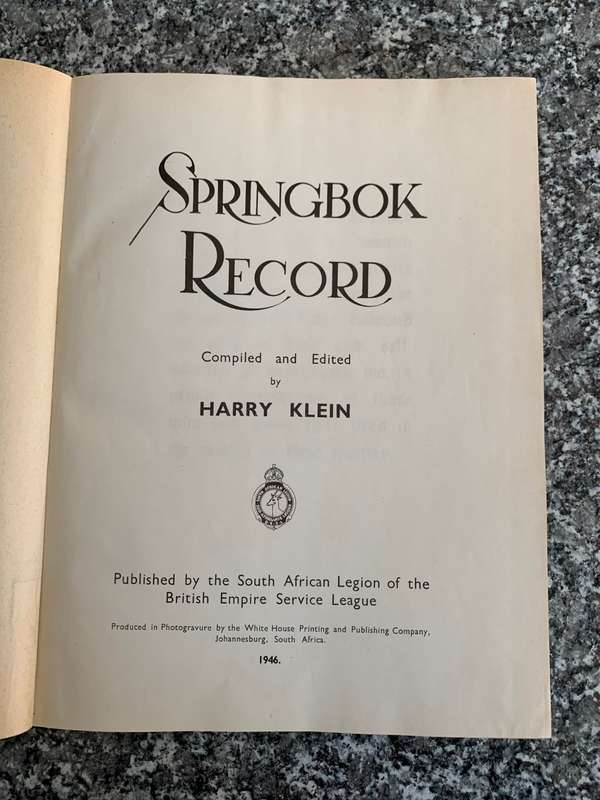 SPRINGBOK
RECORD
Compiled and Edited
by
HARRY KLEIN
Published by the South African Legion of the
British Empire Service League
Produced in Photogravure by the White House Printing and Publishing Company,
Johannesburg, South Africa.
1946.